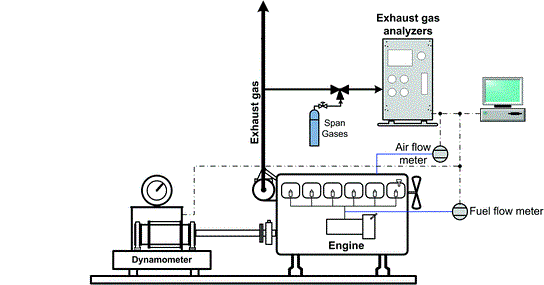 Exhaust gas
analyzers
Exhaust gas
Span
Gases
Air flow
meter
Fuel flow meter
Engine
Dynamometer